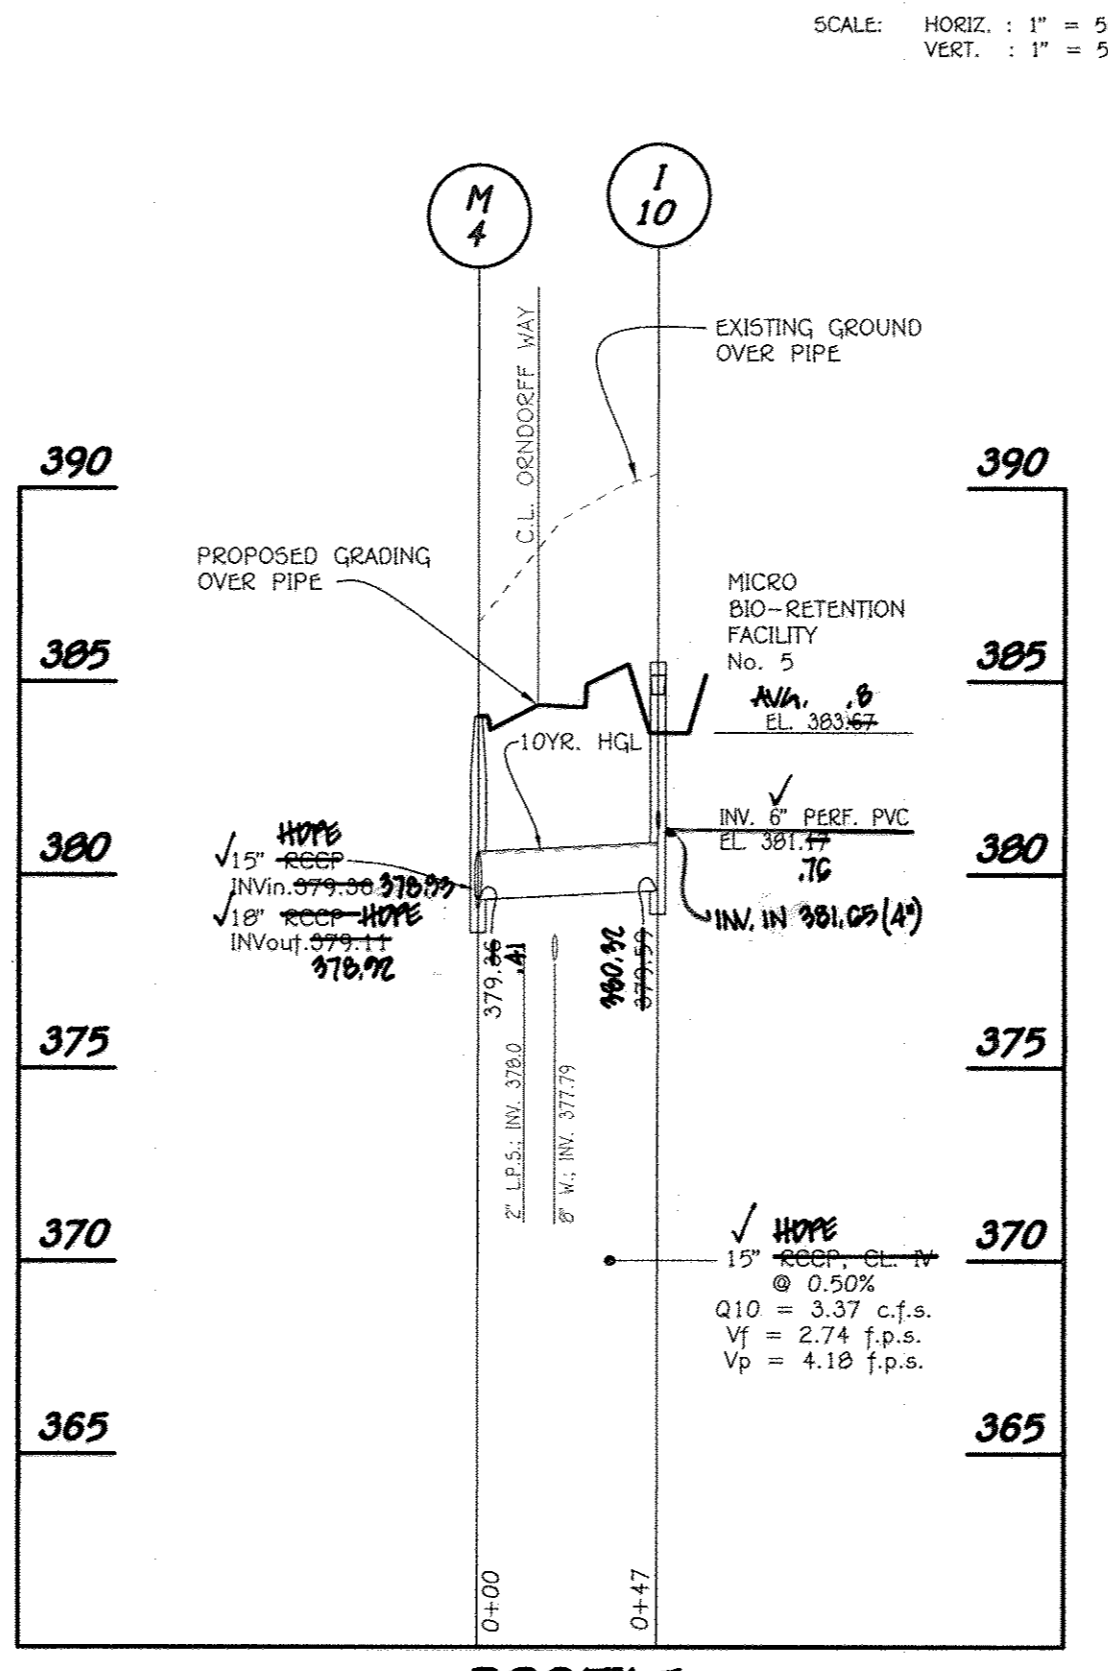 SCALE: HORIZ. : 1" = 5
VERT. : 1" = 5
M
4
I
10
EXISTING GROUND
OVER PIPE
C.L. ORNDORFF WAY
390
390
PROPOSED GRADING
OVER PIPE
MICRO
BIO-RETENTION
FACILITY
No. 5
385
385
AVG. .8
EL. 383.67
10YR. HGL
INV. 6" PERF. PVC
EL. 381.17
.76
380
380
HDPE
15" RCCP
INVin. 379.36
18" RCCP HDPE
INVout. 379.11
378.92
INV. IN 381.65 (4")
379.36
.41
380.32
379.59
375
375
2" L.P.S.; INV. 378.0
8" W.; INV. 377.79
370
370
HDPE
15" RCCP, CL. IV
@ 0.50%
Q10 = 3.37 c.f.s.
Vf = 2.74 f.p.s.
Vp = 4.18 f.p.s.
365
365
0+00
0+47